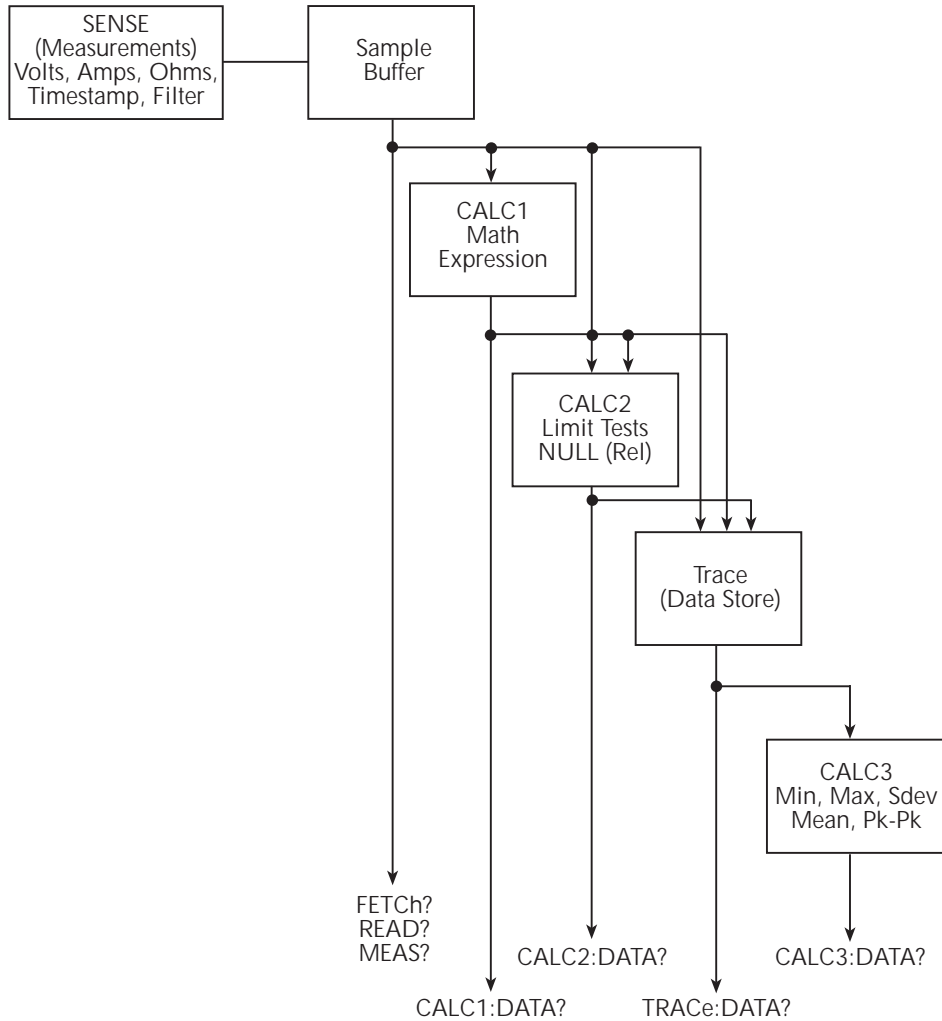 SENSE
(Measurements)
Volts, Amps, Ohms,
Timestamp, Filter
Sample
Buffer
CALC1
Math
Expression
CALC2
Limit Tests
NULL (Rel)
Trace
(Data Store)
CALC3
Min, Max, Sdev
Mean, Pk-Pk
FETCh?
READ?
MEAS?
CALC2:DATA?
CALC3:DATA?
CALC1:DATA?
TRACe:DATA?